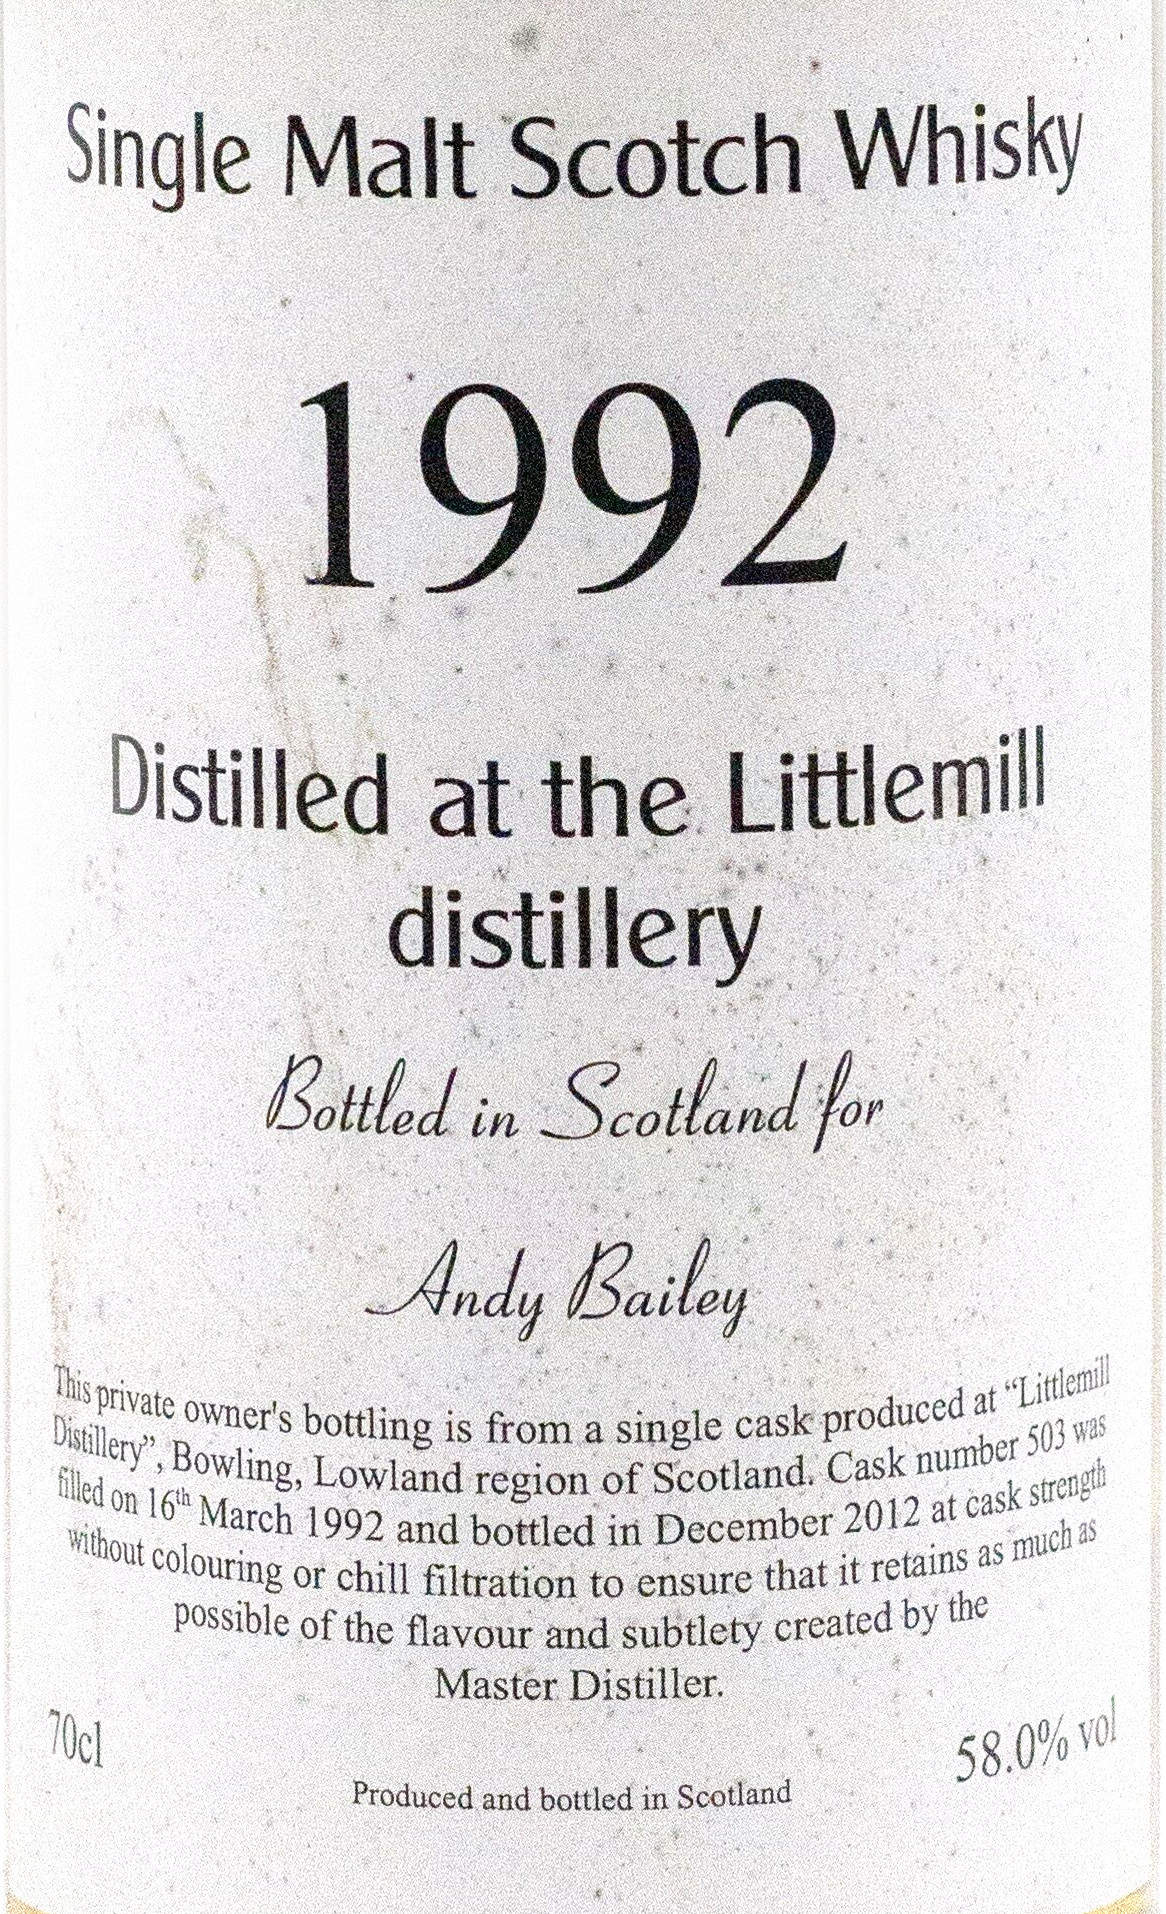 Single Malt Scotch Whisky
1992
Distilled at the Littlemill
distillery
Bottled in Scotland for
Andy Bailey
This private owner's bottling is from a single cask produced at “Littlemill
Distillery”, Bowling, Lowland region of Scotland. Cask number 503 was
filled on 16th March 1992 and bottled in December 2012 at cask strength
without colouring or chill filtration to ensure that it retains as much as
possible of the flavour and subtlety created by the
Master Distiller.
70cl
58.0% vol
Produced and bottled in Scotland